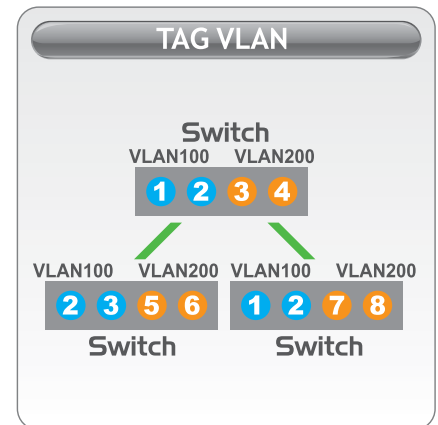 TAG VLAN
Switch
VLAN100 VLAN200
1 2 3 4
VLAN100 VLAN200 VLAN100 VLAN200
2 3 5 6 1 2 7 8
Switch Switch